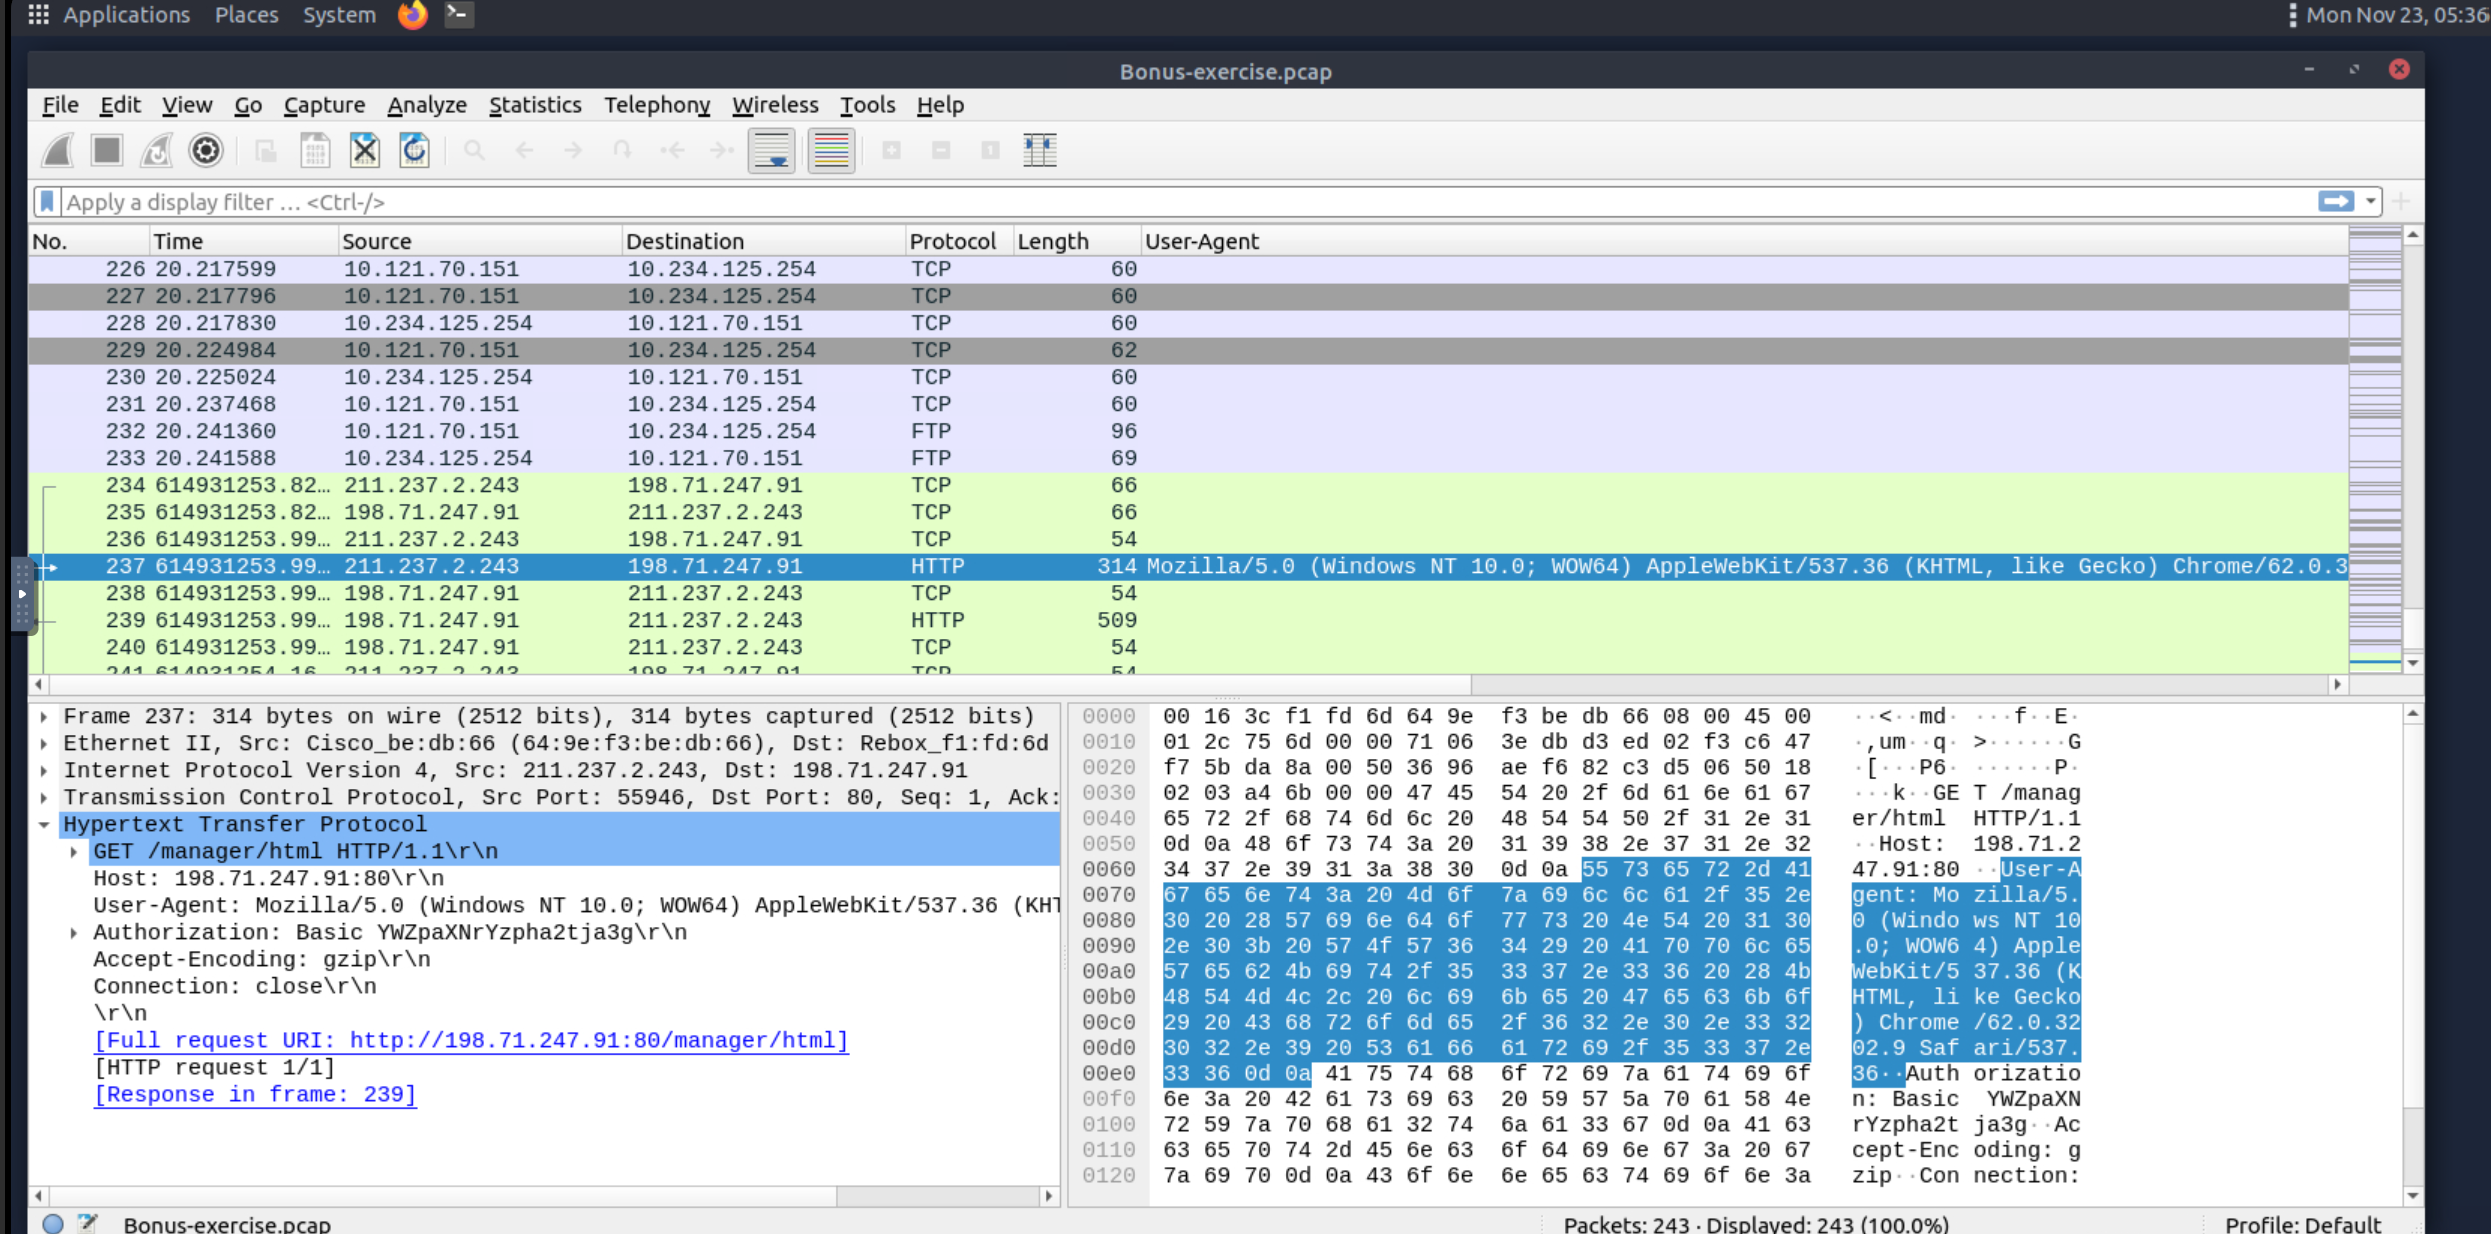 Applications Places System Mon Nov 23, 05:36
Bonus-exercise.pcap
File Edit View Go Capture Analyze Statistics Telephony Wireless Tools Help
Apply a display filter … <Ctrl-/>
No. Time Source Destination Protocol Length User-Agent
226 20.217599 10.121.70.151 10.234.125.254 TCP 60
227 20.217796 10.121.70.151 10.234.125.254 TCP 60
228 20.217830 10.234.125.254 10.121.70.151 TCP 60
229 20.224984 10.121.70.151 10.234.125.254 TCP 62
230 20.225024 10.234.125.254 10.121.70.151 TCP 60
231 20.237468 10.121.70.151 10.234.125.254 TCP 60
232 20.241360 10.121.70.151 10.234.125.254 FTP 96
233 20.241588 10.234.125.254 10.121.70.151 FTP 69
234 614931253.82… 211.237.2.243 198.71.247.91 TCP 66
235 614931253.82… 198.71.247.91 211.237.2.243 TCP 66
236 614931253.99… 211.237.2.243 198.71.247.91 TCP 54
237 614931253.99… 211.237.2.243 198.71.247.91 HTTP 314 Mozilla/5.0 (Windows NT 10.0; WOW64) AppleWebKit/537.36 (KHTML, like Gecko) Chrome/62.0.3
238 614931253.99… 198.71.247.91 211.237.2.243 TCP 54
239 614931253.99… 198.71.247.91 211.237.2.243 HTTP 509
240 614931253.99… 198.71.247.91 211.237.2.243 TCP 54
241 614931254.16… 211.237.2.243 198.71.247.91 TCP 54
Frame 237: 314 bytes on wire (2512 bits), 314 bytes captured (2512 bits)
Ethernet II, Src: Cisco_be:db:66 (64:9e:f3:be:db:66), Dst: Rebox_f1:fd:6d
Internet Protocol Version 4, Src: 211.237.2.243, Dst: 198.71.247.91
Transmission Control Protocol, Src Port: 55946, Dst Port: 80, Seq: 1, Ack:
Hypertext Transfer Protocol
GET /manager/html HTTP/1.1\r\n
Host: 198.71.247.91:80\r\n
User-Agent: Mozilla/5.0 (Windows NT 10.0; WOW64) AppleWebKit/537.36 (KHT
Authorization: Basic YWZpaXNrYzpha2tja3g\r\n
Accept-Encoding: gzip\r\n
Connection: close\r\n
\r\n
[Full request URI: http://198.71.247.91:80/manager/html]
[HTTP request 1/1]
[Response in frame: 239]
0000 00 16 3c f1 fd 6d 64 9e f3 be db 66 08 00 45 00 ··<··md· ···f··E·
0010 01 2c 75 6d 00 00 71 06 3e db d3 ed 02 f3 c6 47 ·,um··q· >······G
0020 f7 5b da 8a 00 50 36 96 ae f6 82 c3 d5 06 50 18 ·[···P6· ······P·
0030 02 03 a4 6b 00 00 47 45 54 20 2f 6d 61 6e 61 67 ···k··GE T /manag
0040 65 72 2f 68 74 6d 6c 20 48 54 54 50 2f 31 2e 31 er/html HTTP/1.1
0050 0d 0a 48 6f 73 74 3a 20 31 39 38 2e 37 31 2e 32 ··Host: 198.71.2
0060 34 37 2e 39 31 3a 38 30 0d 0a 55 73 65 72 2d 41 47.91:80 ··User-A
0070 67 65 6e 74 3a 20 4d 6f 7a 69 6c 6c 61 2f 35 2e gent: Mo zilla/5.
0080 30 20 28 57 69 6e 64 6f 77 73 20 4e 54 20 31 30 0 (Windo ws NT 10
0090 2e 30 3b 20 57 4f 57 36 34 29 20 41 70 70 6c 65 .0; WOW6 4) Apple
00a0 57 65 62 4b 69 74 2f 35 33 37 2e 33 36 20 28 4b WebKit/5 37.36 (K
00b0 48 54 4d 4c 2c 20 6c 69 6b 65 20 47 65 63 6b 6f HTML, li ke Gecko
00c0 29 20 43 68 72 6f 6d 65 2f 36 32 2e 30 2e 33 32 ) Chrome /62.0.32
00d0 30 32 2e 39 20 53 61 66 61 72 69 2f 35 33 37 2e 02.9 Saf ari/537.
00e0 33 36 0d 0a 41 75 74 68 6f 72 69 7a 61 74 69 6f 36··Auth orizatio
00f0 6e 3a 20 42 61 73 69 63 20 59 57 5a 70 61 58 4e n: Basic YWZpaXN
0100 72 59 7a 70 68 61 32 74 6a 61 33 67 0d 0a 41 63 rYzpha2t ja3g··Ac
0110 63 65 70 74 2d 45 6e 63 6f 64 69 6e 67 3a 20 67 cept-Enc oding: g
0120 7a 69 70 0d 0a 43 6f 6e 6e 65 63 74 69 6f 6e 3a zip··Con nection:
Bonus-exercise.pcap Packets: 243 · Displayed: 243 (100.0%) Profile: Default